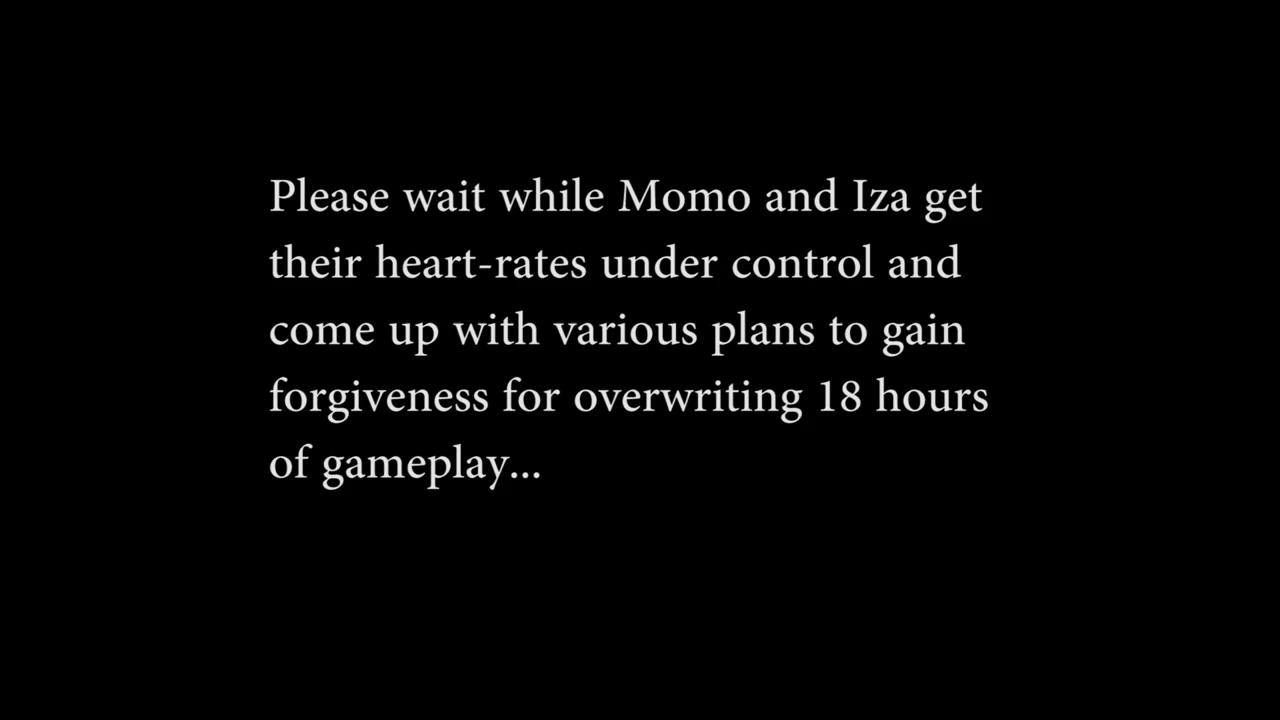 Please wait while Momo and Iza get
their heart-rates under control and
come up with various plans to gain
forgiveness for overwriting 18 hours
of gameplay...